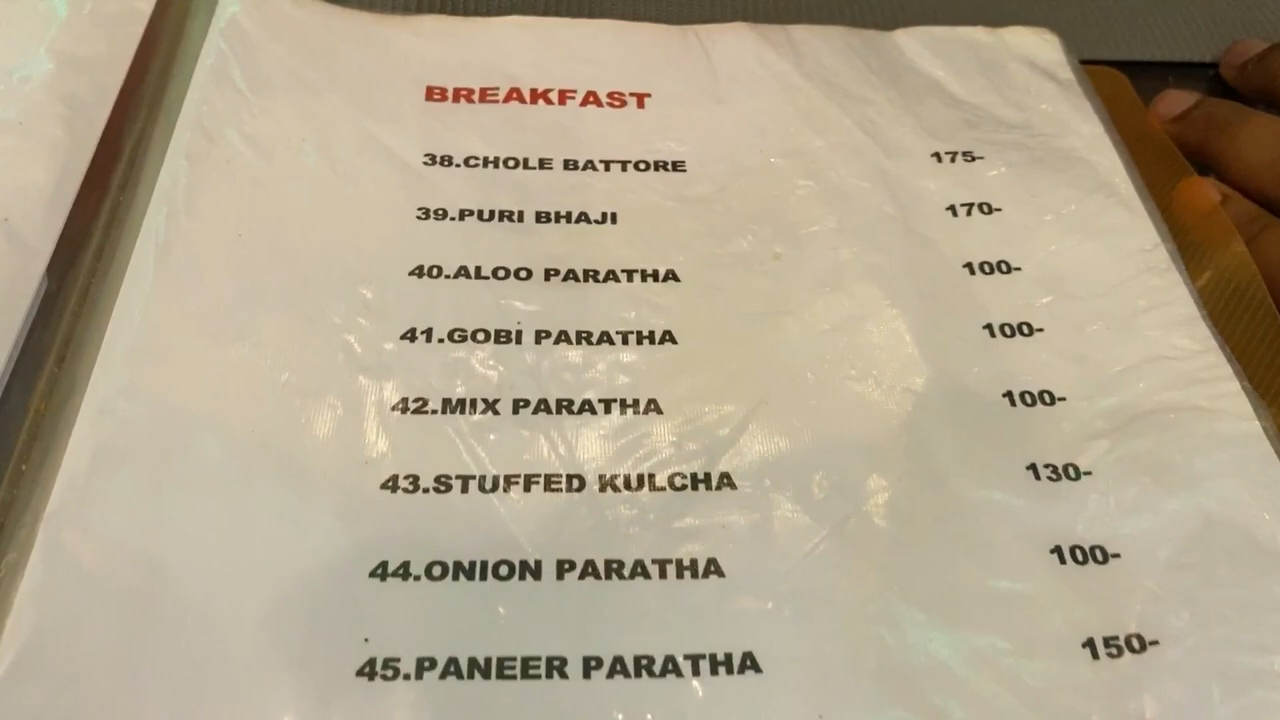 BREAKFAST
38.CHOLE BATTORE 175-
39.PURI BHAJI 170-
40.ALOO PARATHA 100-
41.GOBI PARATHA 100-
42.MIX PARATHA 100-
43.STUFFED KULCHA 130-
44.ONION PARATHA 100-
45.PANEER PARATHA 150-